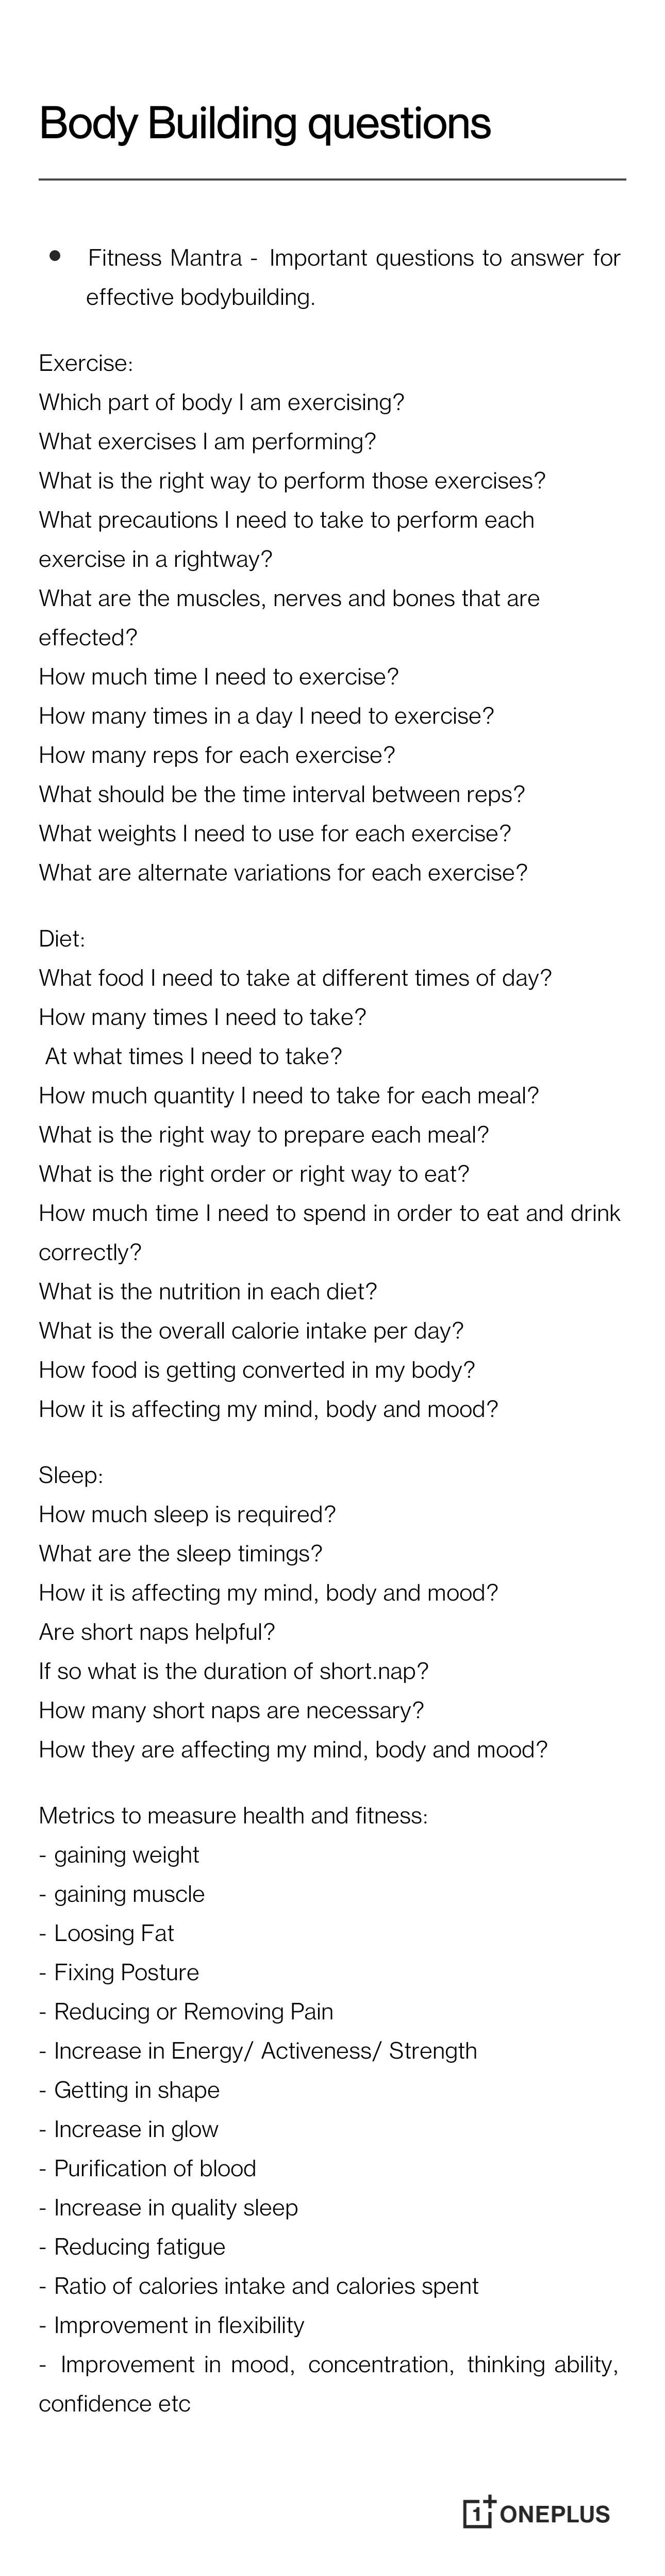 Body Building questions
● Fitness Mantra - Important questions to answer for
effective bodybuilding.
Exercise:
Which part of body I am exercising?
What exercises I am performing?
What is the right way to perform those exercises?
What precautions I need to take to perform each
exercise in a rightway?
What are the muscles, nerves and bones that are
effected?
How much time I need to exercise?
How many times in a day I need to exercise?
How many reps for each exercise?
What should be the time interval between reps?
What weights I need to use for each exercise?
What are alternate variations for each exercise?
Diet:
What food I need to take at different times of day?
How many times I need to take?
At what times I need to take?
How much quantity I need to take for each meal?
What is the right way to prepare each meal?
What is the right order or right way to eat?
How much time I need to spend in order to eat and drink
correctly?
What is the nutrition in each diet?
What is the overall calorie intake per day?
How food is getting converted in my body?
How it is affecting my mind, body and mood?
Sleep:
How much sleep is required?
What are the sleep timings?
How it is affecting my mind, body and mood?
Are short naps helpful?
If so what is the duration of short.nap?
How many short naps are necessary?
How they are affecting my mind, body and mood?
Metrics to measure health and fitness:
- gaining weight
- gaining muscle
- Loosing Fat
- Fixing Posture
- Reducing or Removing Pain
- Increase in Energy/ Activeness/ Strength
- Getting in shape
- Increase in glow
- Purification of blood
- Increase in quality sleep
- Reducing fatigue
- Ratio of calories intake and calories spent
- Improvement in flexibility
- Improvement in mood, concentration, thinking ability,
confidence etc
1+ ONEPLUS